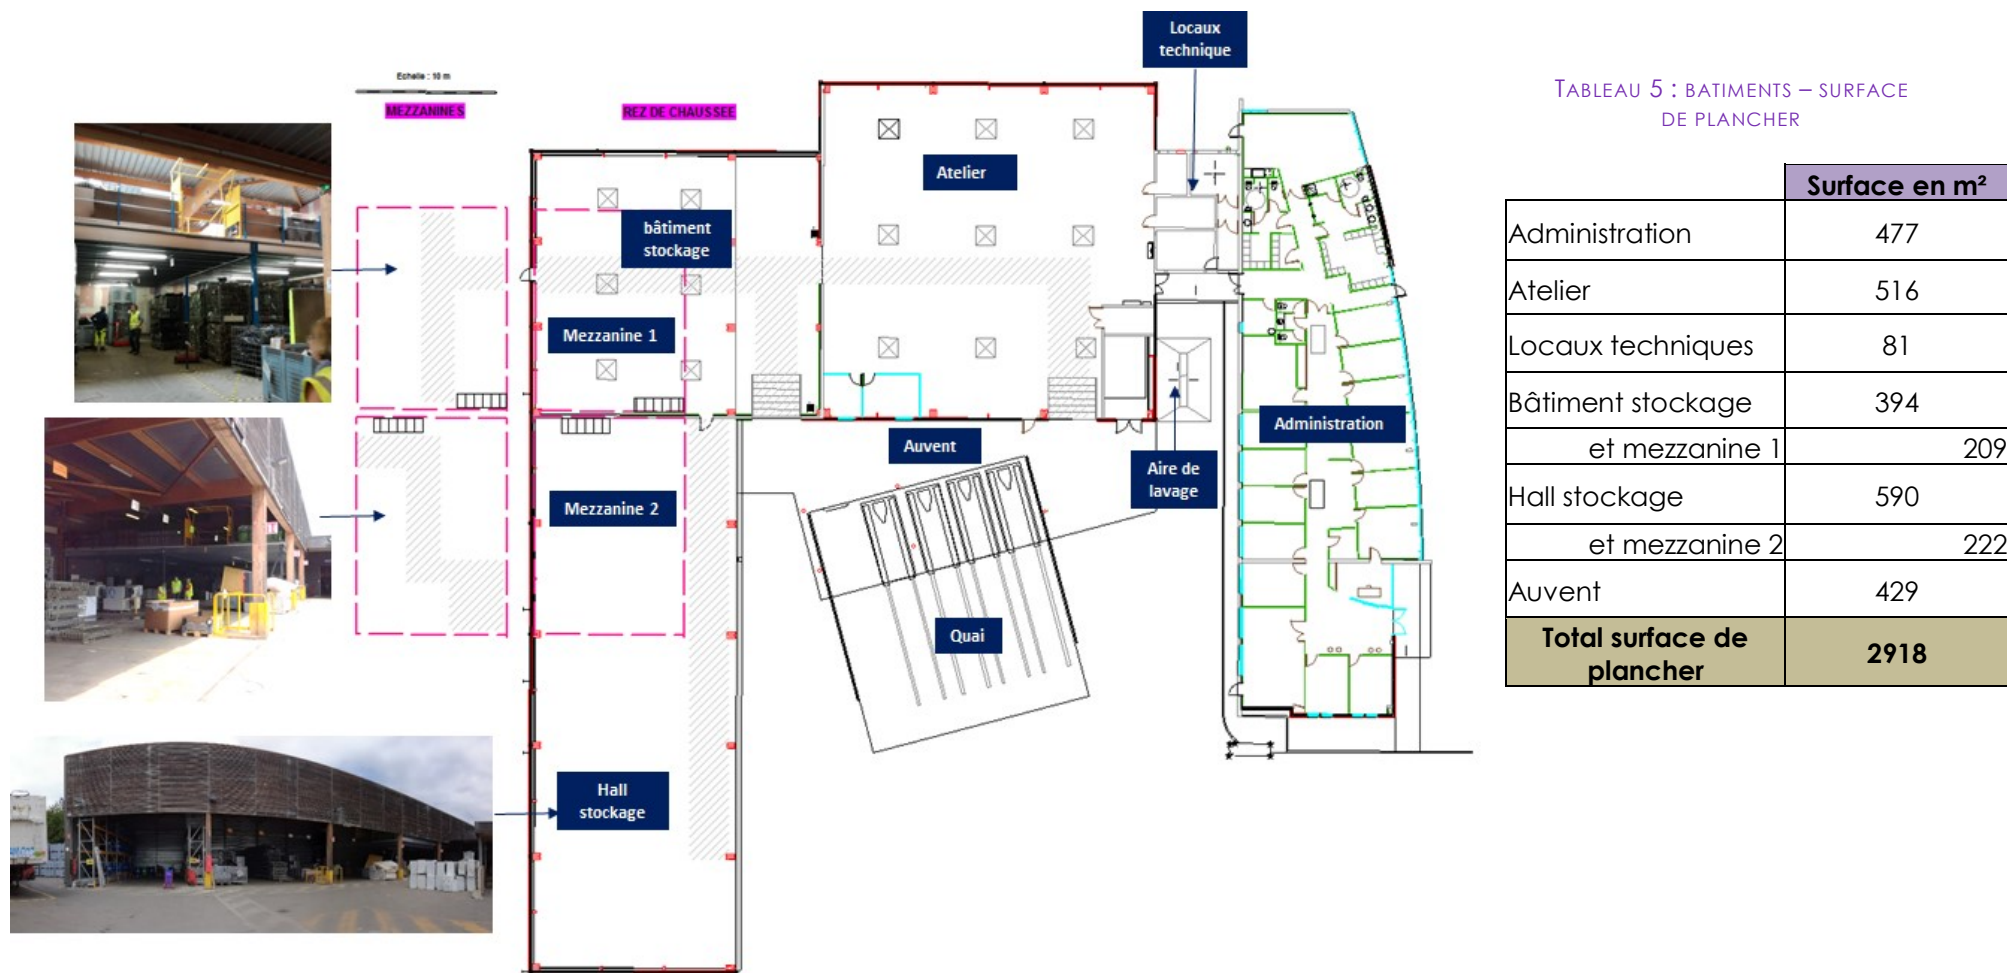 Locaux
technique
Echelle : 10 m
MEZZANINES
REZ DE CHAUSSEE
Atelier
bâtiment
stockage
Mezzanine 1
Auvent
Administration
Aire de
lavage
Mezzanine 2
Quai
Hall
stockage
TABLEAU 5 : BATIMENTS – SURFACE
DE PLANCHER
Surface en m²
Administration 477
Atelier 516
Locaux techniques 81
Bâtiment stockage 394
et mezzanine 1 209
Hall stockage 590
et mezzanine 2 222
Auvent 429
Total surface de
plancher 2918